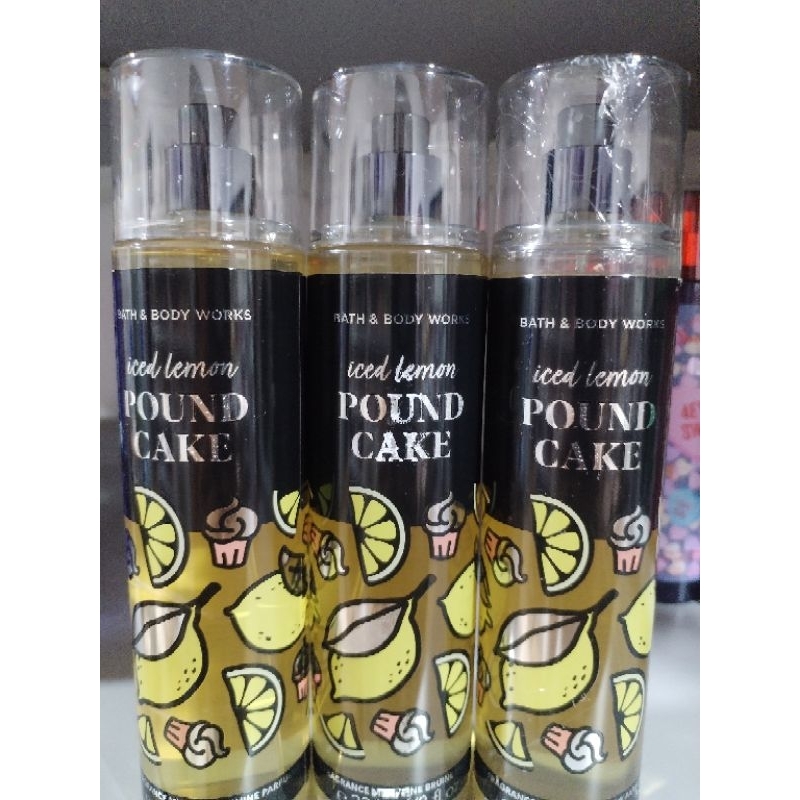 BATH & BODY WORKS
iced lemon
POUND
CAKE
BATH & BODY WORKS
iced lemon
POUND
CAKE
BATH & BODY WORKS
iced lemon
POUND
CAKE